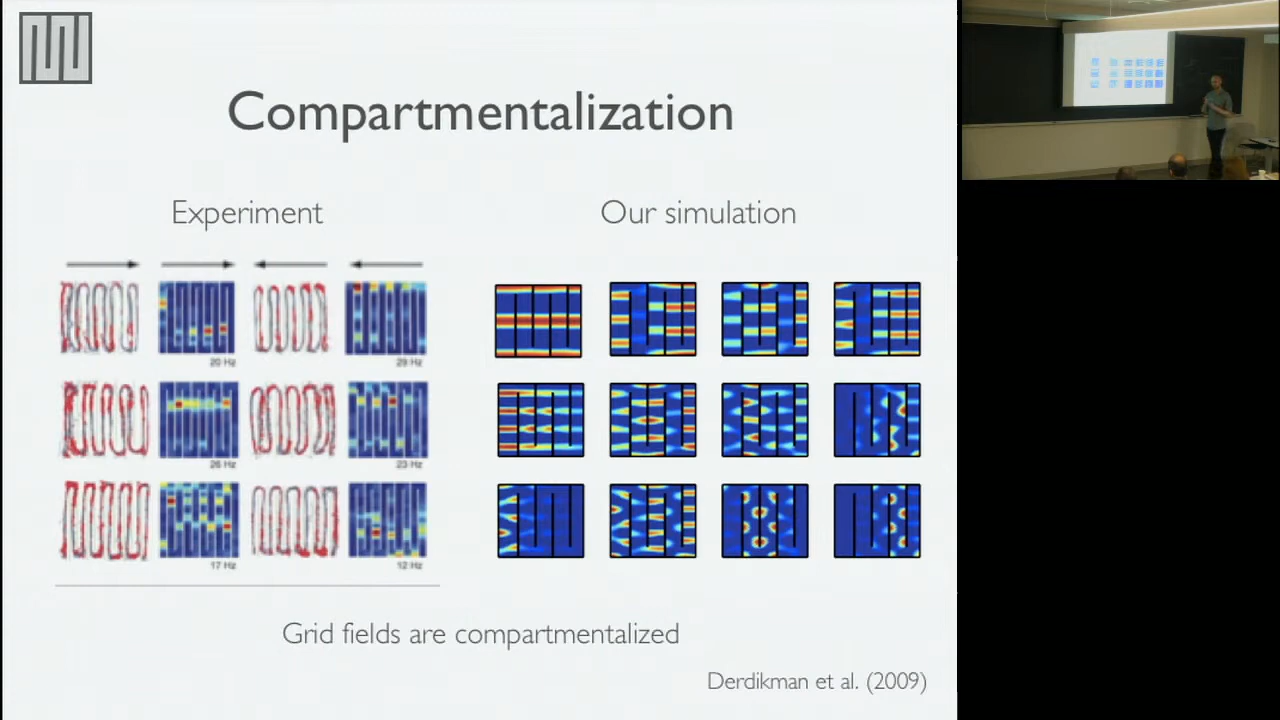 Compartmentalization
Experiment
Our simulation
20 Hz
29 Hz
26 Hz
23 Hz
17 Hz
12 Hz
Grid fields are compartmentalized
Derdikman et al. (2009)